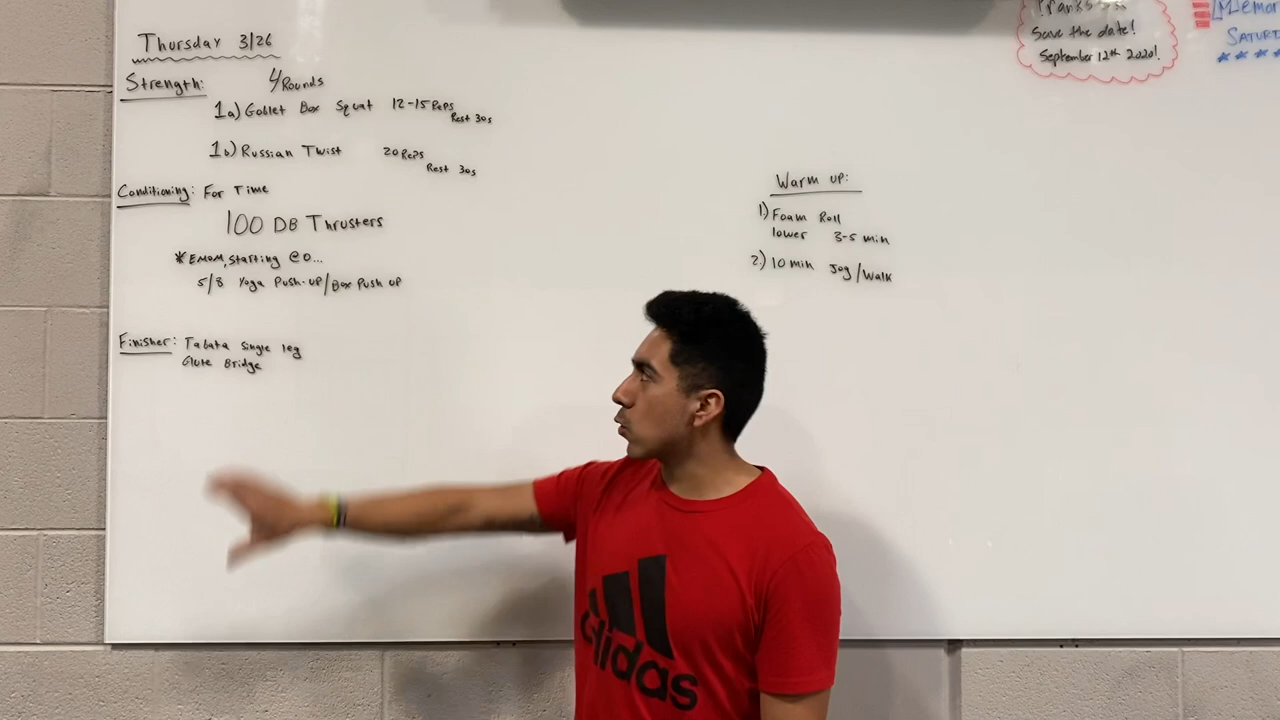 Thursday 3/26
Strength: 4 Rounds
1a) Goblet Box Squat 12-15 Reps
Rest 30s
1b) Russian Twist 20 Reps
Rest 30s
Conditioning: For Time
100 DB Thrusters
*EMOM, starting @0...
5/8 Yoga Push-up/Box Push up
Finisher: Tabata Single leg
Glute Bridge
Warm up:
1) Foam Roll
lower 3-5 min
2) 10 min Jog/Walk
Save the date!
September 12th 2020!
adidas